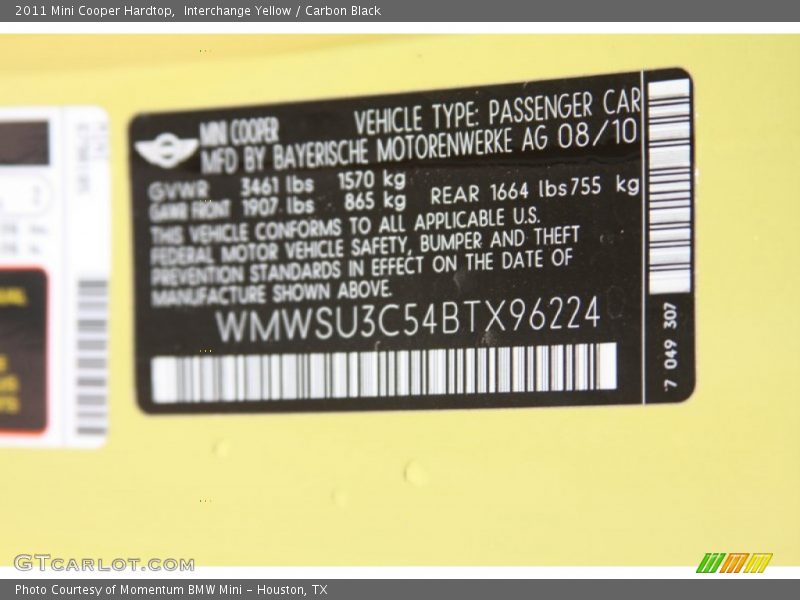 2011 Mini Cooper Hardtop,  Interchange Yellow / Carbon Black
MINI COOPER VEHICLE TYPE: PASSENGER CAR
MFD BY BAYERISCHE MOTORENWERKE AG 08/10
GVWR 3461 lbs 1570 kg
GAWR FRONT 1907 lbs 865 kg REAR 1664 lbs 755 kg
THIS VEHICLE CONFORMS TO ALL APPLICABLE U.S.
FEDERAL MOTOR VEHICLE SAFETY, BUMPER AND THEFT
PREVENTION STANDARDS IN EFFECT ON THE DATE OF
MANUFACTURE SHOWN ABOVE.
WMWSU3C54BTX96224
7 049 307
GTCARLOT.COM
Photo Courtesy of Momentum BMW Mini - Houston, TX